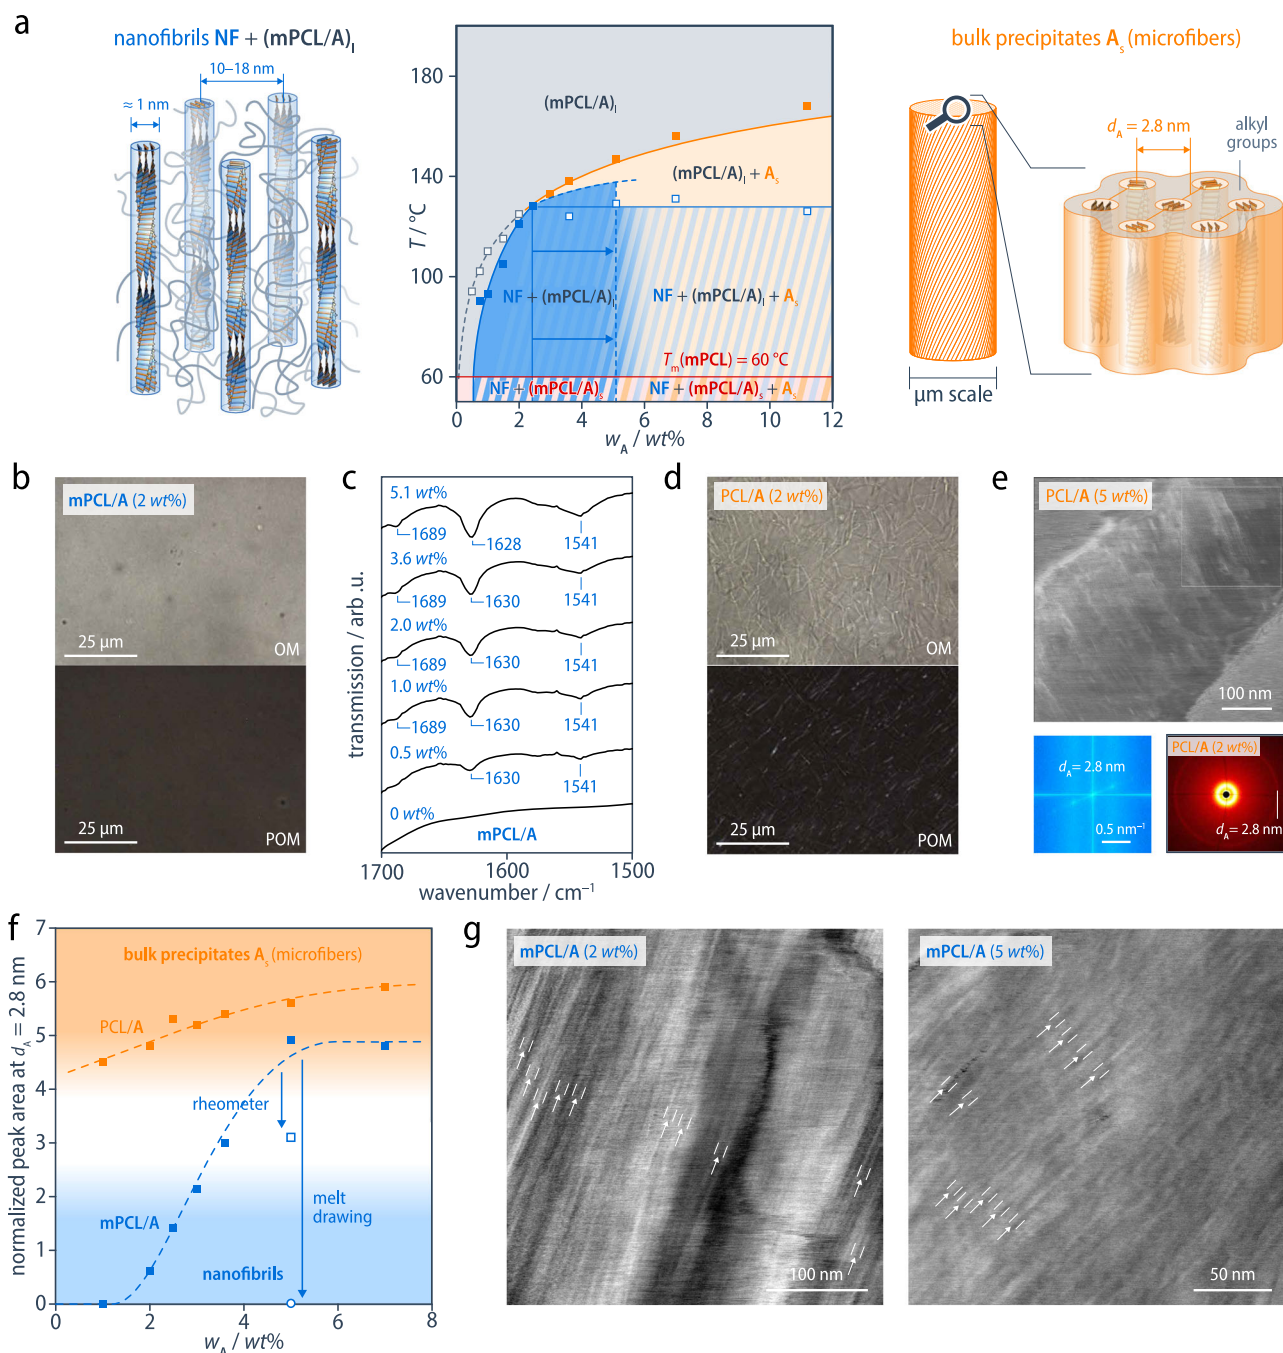 a
nanofibrils NF + (mPCL/A)l
10–18 nm
≈ 1 nm
T / °C
180
140
100
60
0
2
4
6
8
10
12
wA / wt%
(mPCL/A)l
(mPCL/A)l + As
NF + (mPCL/A)l
NF + (mPCL/A)l + As
Tm(mPCL) = 60 °C
NF + (mPCL/A)s
NF + (mPCL/A)s + As
bulk precipitates As (microfibers)
dA = 2.8 nm
alkyl
groups
µm scale
b
mPCL/A (2 wt%)
25 µm
OM
25 µm
POM
c
transmission / arb .u.
5.1 wt%
1689
1628
1541
3.6 wt%
1689
1630
1541
2.0 wt%
1689
1630
1541
1.0 wt%
1689
1630
1541
0.5 wt%
1630
1541
0 wt%
mPCL/A
1700
1600
1500
wavenumber / cm–1
d
PCL/A (2 wt%)
25 µm
OM
25 µm
POM
e
PCL/A (5 wt%)
100 nm
dA = 2.8 nm
0.5 nm–1
PCL/A (2 wt%)
dA = 2.8 nm
f
normalized peak area at dA = 2.8 nm
7
6
5
4
3
2
1
0
bulk precipitates As (microfibers)
PCL/A
rheometer
melt
drawing
mPCL/A
nanofibrils
2
4
6
8
wA / wt%
g
mPCL/A (2 wt%)
100 nm
mPCL/A (5 wt%)
50 nm